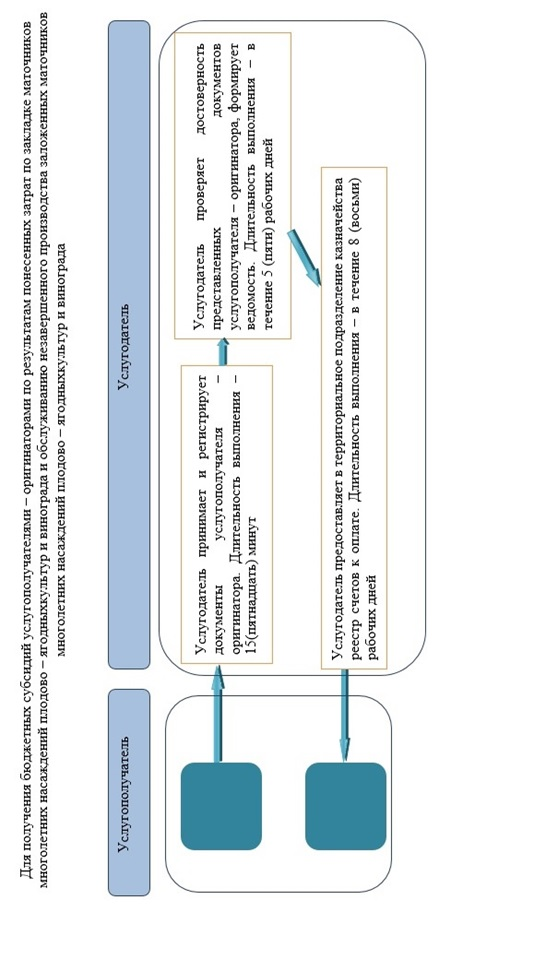 Для получения бюджетных субсидий услугополучателями – оригинаторами по результатам понесенных затрат по закладке маточников
многолетних насаждений плодово – ягодныхкультур и винограда и обслуживанию незавершенного производства заложенных маточников
многолетних насаждений плодово – ягодныхкультур и винограда
Услугополучатель
Услугодатель
Услугодатель принимает и регистрирует
документы услугополучателя –
оригинатора. Длительность выполнения –
15(пятнадцать) минут
Услугодатель проверяет достоверность
представленных документов
услугополучателя – оригинатора, формирует
ведомость. Длительность выполнения – в
течение 5 (пяти) рабочих дней
Услугодатель предоставляет в территориальное подразделение казначейства
реестр счетов к оплате. Длительность выполнения – в течение 8 (восьми)
рабочих дней